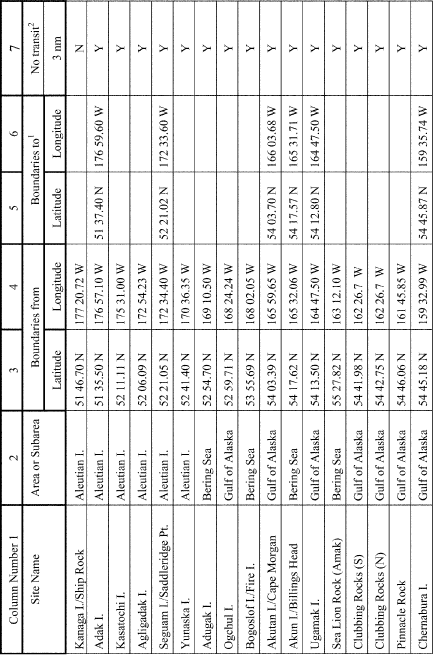 Column Number 1 2 3 4 5 6 7
Site Name Area or Subarea Boundaries from Boundaries to1 No transit2
Latitude Longitude Latitude Longitude 3 nm
Kanaga I./Ship Rock Aleutian I. 51 46.70 N 177 20.72 W N
Adak I. Aleutian I. 51 35.50 N 176 57.10 W 51 37.40 N 176 59.60 W Y
Kasatochi I. Aleutian I. 52 11.11 N 175 31.00 W Y
Agligadak I. Aleutian I. 52 06.09 N 172 54.23 W Y
Seguam I./Saddleridge Pt. Aleutian I. 52 21.05 N 172 34.40 W 52 21.02 N 172 33.60 W Y
Yunaska I. Aleutian I. 52 41.40 N 170 36.35 W Y
Adugak I. Bering Sea 52 54.70 N 169 10.50 W Y
Ogchul I. Gulf of Alaska 52 59.71 N 168 24.24 W Y
Bogoslof I./Fire I. Bering Sea 53 55.69 N 168 02.05 W Y
Akutan I./Cape Morgan Gulf of Alaska 54 03.39 N 165 59.65 W 54 03.70 N 166 03.68 W Y
Akun I./Billings Head Bering Sea 54 17.62 N 165 32.06 W 54 17.57 N 165 31.71 W Y
Ugamak I. Gulf of Alaska 54 13.50 N 164 47.50 W 54 12.80 N 164 47.50 W Y
Sea Lion Rock (Amak) Bering Sea 55 27.82 N 163 12.10 W Y
Clubbing Rocks (S) Gulf of Alaska 54 41.98 N 162 26.7 W Y
Clubbing Rocks (N) Gulf of Alaska 54 42.75 N 162 26.7 W Y
Pinnacle Rock Gulf of Alaska 54 46.06 N 161 45.85 W Y
Chernabura I. Gulf of Alaska 54 45.18 N 159 32.99 W 54 45.87 N 159 35.74 W Y